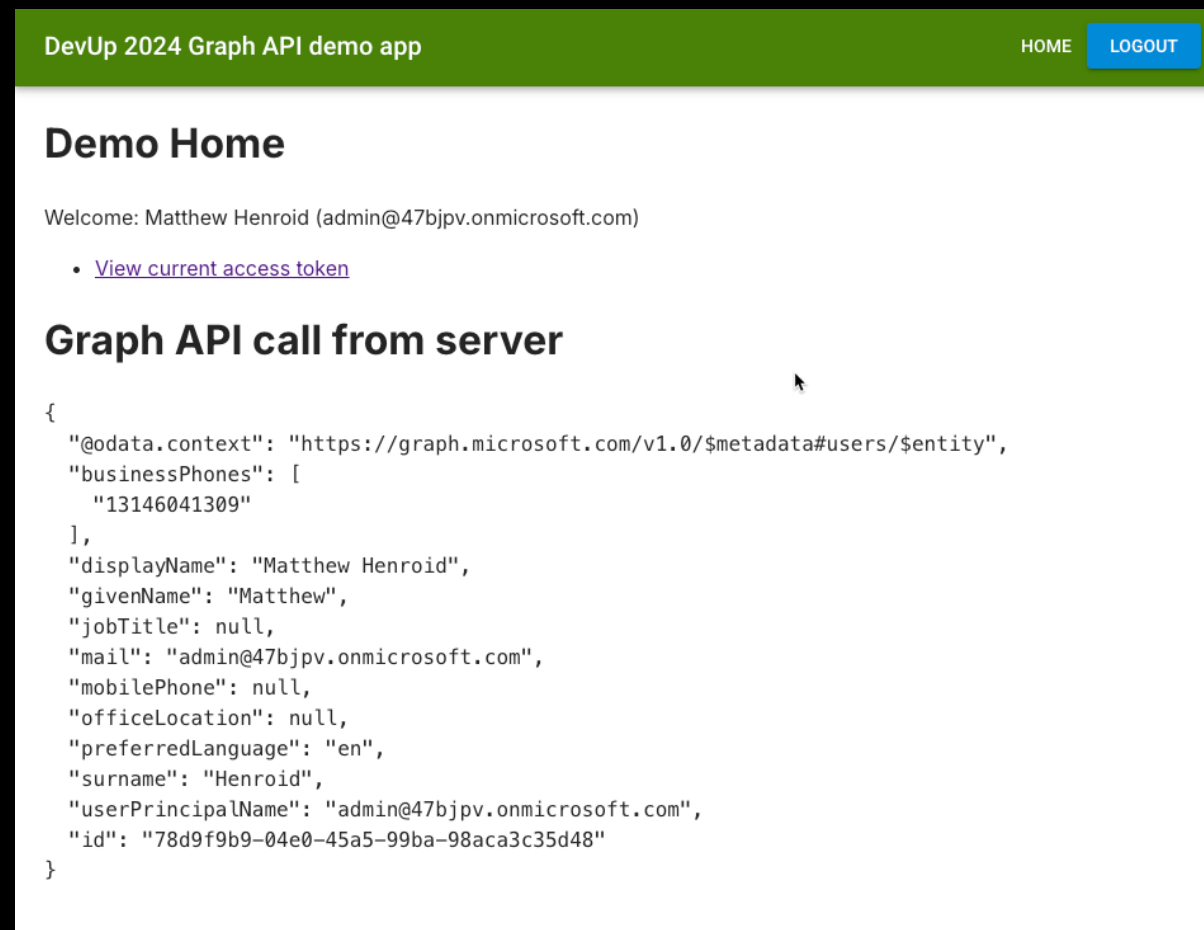 DevUp 2024 Graph API demo app
HOME
LOGOUT
Demo Home
Welcome: Matthew Henroid (admin@47bjpv.onmicrosoft.com)
• View current access token
Graph API call from server
{
  "@odata.context": "https://graph.microsoft.com/v1.0/$metadata#users/$entity",
  "businessPhones": [
    "13146041309"
  ],
  "displayName": "Matthew Henroid",
  "givenName": "Matthew",
  "jobTitle": null,
  "mail": "admin@47bjpv.onmicrosoft.com",
  "mobilePhone": null,
  "officeLocation": null,
  "preferredLanguage": "en",
  "surname": "Henroid",
  "userPrincipalName": "admin@47bjpv.onmicrosoft.com",
  "id": "78d9f9b9-04e0-45a5-99ba-98aca3c35d48"
}